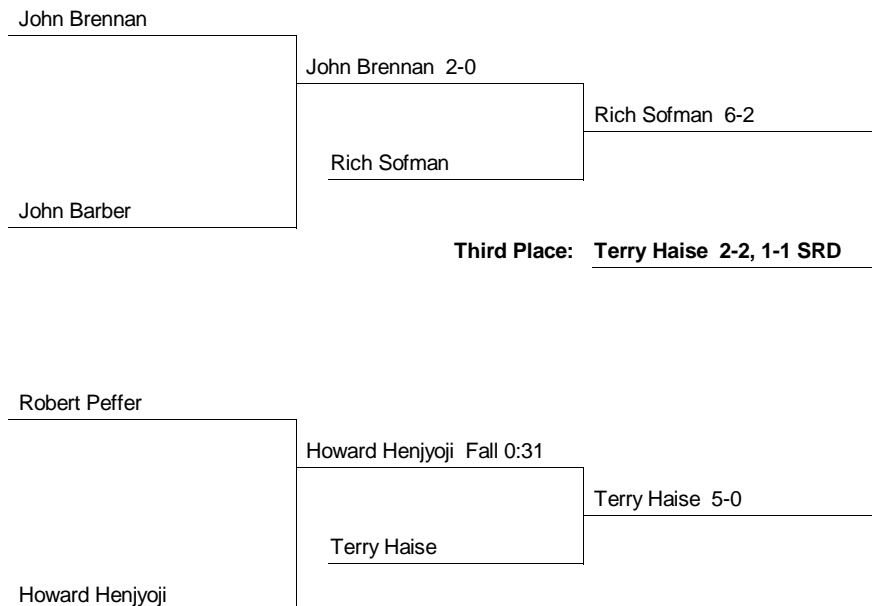 John Brennan
John Brennan 2-0
Rich Sofman 6-2
Rich Sofman
John Barber
Third Place: Terry Haise 2-2, 1-1 SRD
Robert Peffer
Howard Henjyoji Fall 0:31
Terry Haise 5-0
Terry Haise
Howard Henjyoji